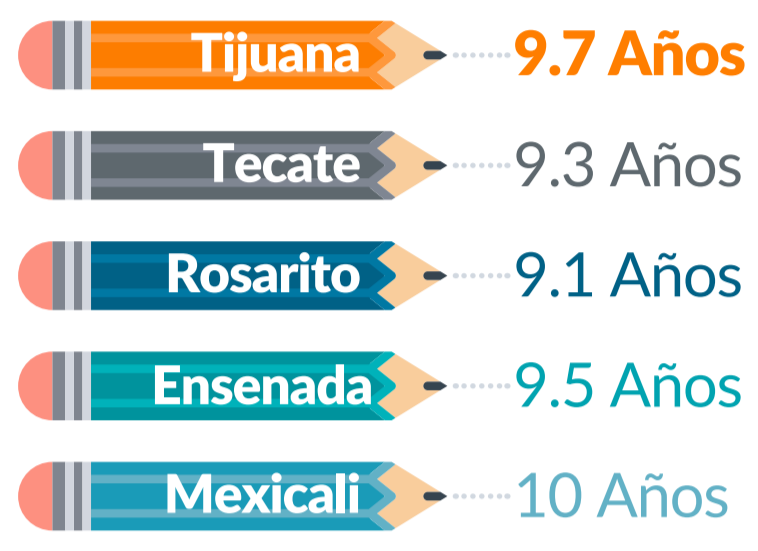 Tijuana 9.7 Años
Tecate 9.3 Años
Rosarito 9.1 Años
Ensenada 9.5 Años
Mexicali 10 Años